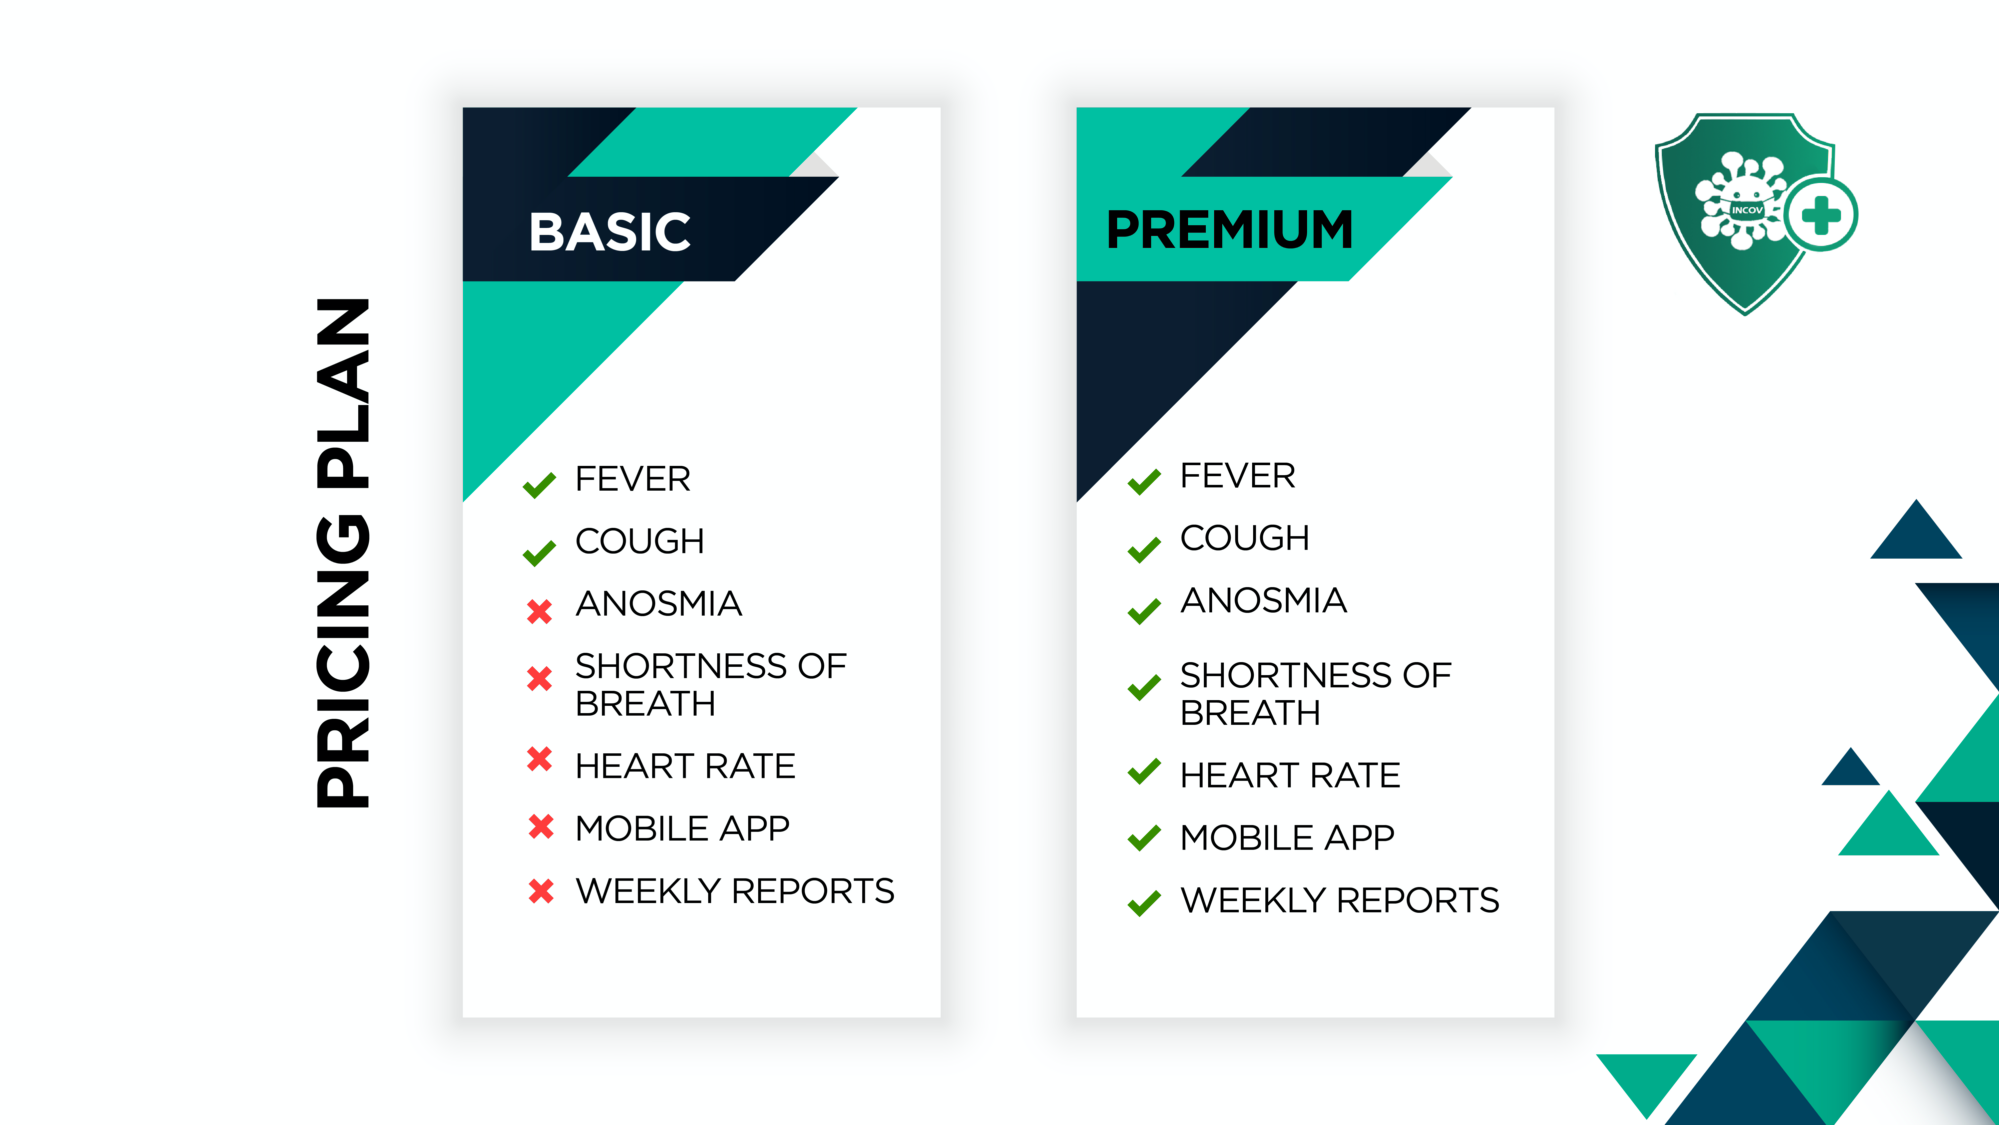 PRICING PLAN
BASIC
FEVER
COUGH
ANOSMIA
SHORTNESS OF
BREATH
HEART RATE
MOBILE APP
WEEKLY REPORTS
PREMIUM
FEVER
COUGH
ANOSMIA
SHORTNESS OF
BREATH
HEART RATE
MOBILE APP
WEEKLY REPORTS
INCOV